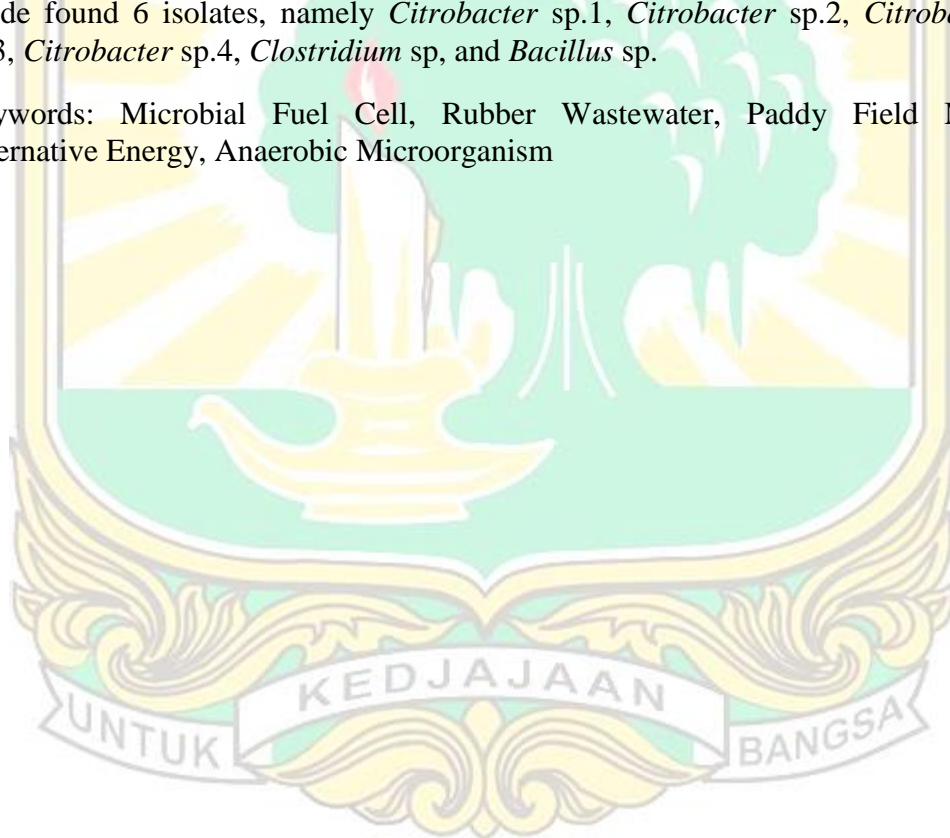 de found 6 isolates, namely Citrobacter sp.1, Citrobacter sp.2, Citrob
3, Citrobacter sp.4, Clostridium sp, and Bacillus sp.
ywords: Microbial Fuel Cell, Rubber Wastewater, Paddy Field
ernative Energy, Anaerobic Microorganism
UNTUK KEDJAJAAN BANGSA